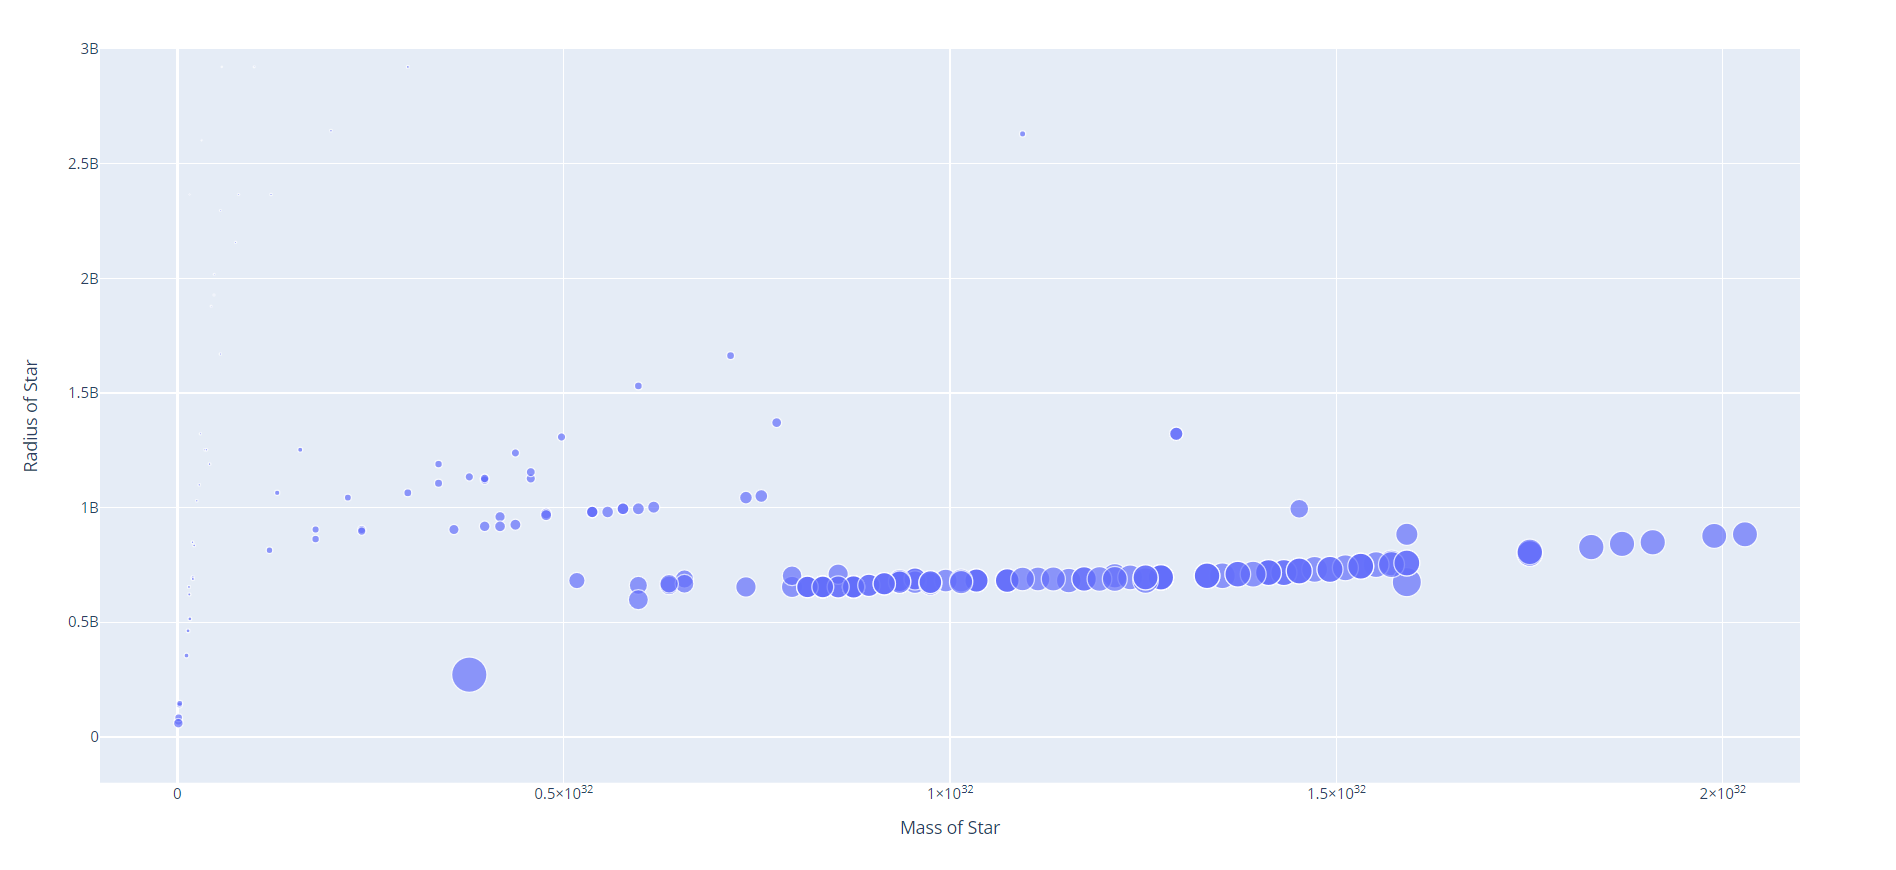 3B
2.5B
2B
1.5B
1B
0.5B
0
Radius of Star
0 0.5×10³² 1×10³² 1.5×10³² 2×10³²
Mass of Star